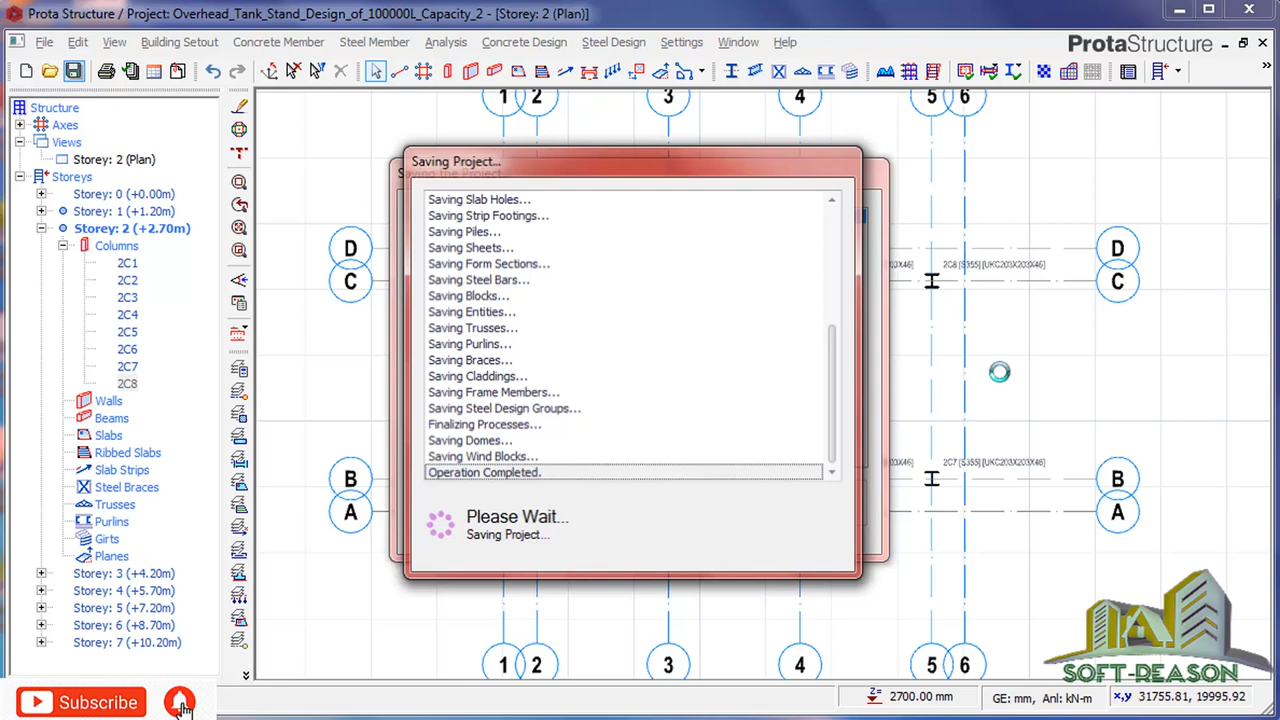 Prota Structure / Project: Overhead_Tank_Stand_Design_of_100000L_Capacity_2 - [Storey: 2 (Plan)]
File Edit View Building Setout Concrete Member Steel Member Analysis Concrete Design Steel Design Settings Window Help ProtaStructure
Structure
Axes
Views
Storey: 2 (Plan)
Storeys
Storey: 0 (+0.00m)
Storey: 1 (+1.20m)
Storey: 2 (+2.70m)
Columns
2C1
2C2
2C3
2C4
2C5
2C6
2C7
2C8
Walls
Beams
Slabs
Ribbed Slabs
Slab Strips
Steel Braces
Trusses
Purlins
Girts
Planes
Storey: 3 (+4.20m)
Storey: 4 (+5.70m)
Storey: 5 (+7.20m)
Storey: 6 (+8.70m)
Storey: 7 (+10.20m)
1 2 3 4 5 6
Saving Project...
Saving the Project
Saving Slab Holes...
Saving Strip Footings...
Saving Piles...
Saving Sheets...
Saving Form Sections...
Saving Steel Bars...
Saving Blocks...
Saving Entities...
Saving Trusses...
Saving Purlins...
Saving Braces...
Saving Claddings...
Saving Frame Members...
Saving Steel Design Groups...
Finalizing Processes...
Saving Domes...
Saving Wind Blocks...
Operation Completed.
Please Wait...
Saving Project...
D D
03X46] 2C8 [S355] [UKC203X203X46]
C C
03X46] 2C7 [S355] [UKC203X203X46]
B B
A A
1 2 3 4 5 6
SOFT-REASON
Subscribe
Z= 2700.00 mm GE: mm, Anl: kN-m x,y 31755.81, 19995.92